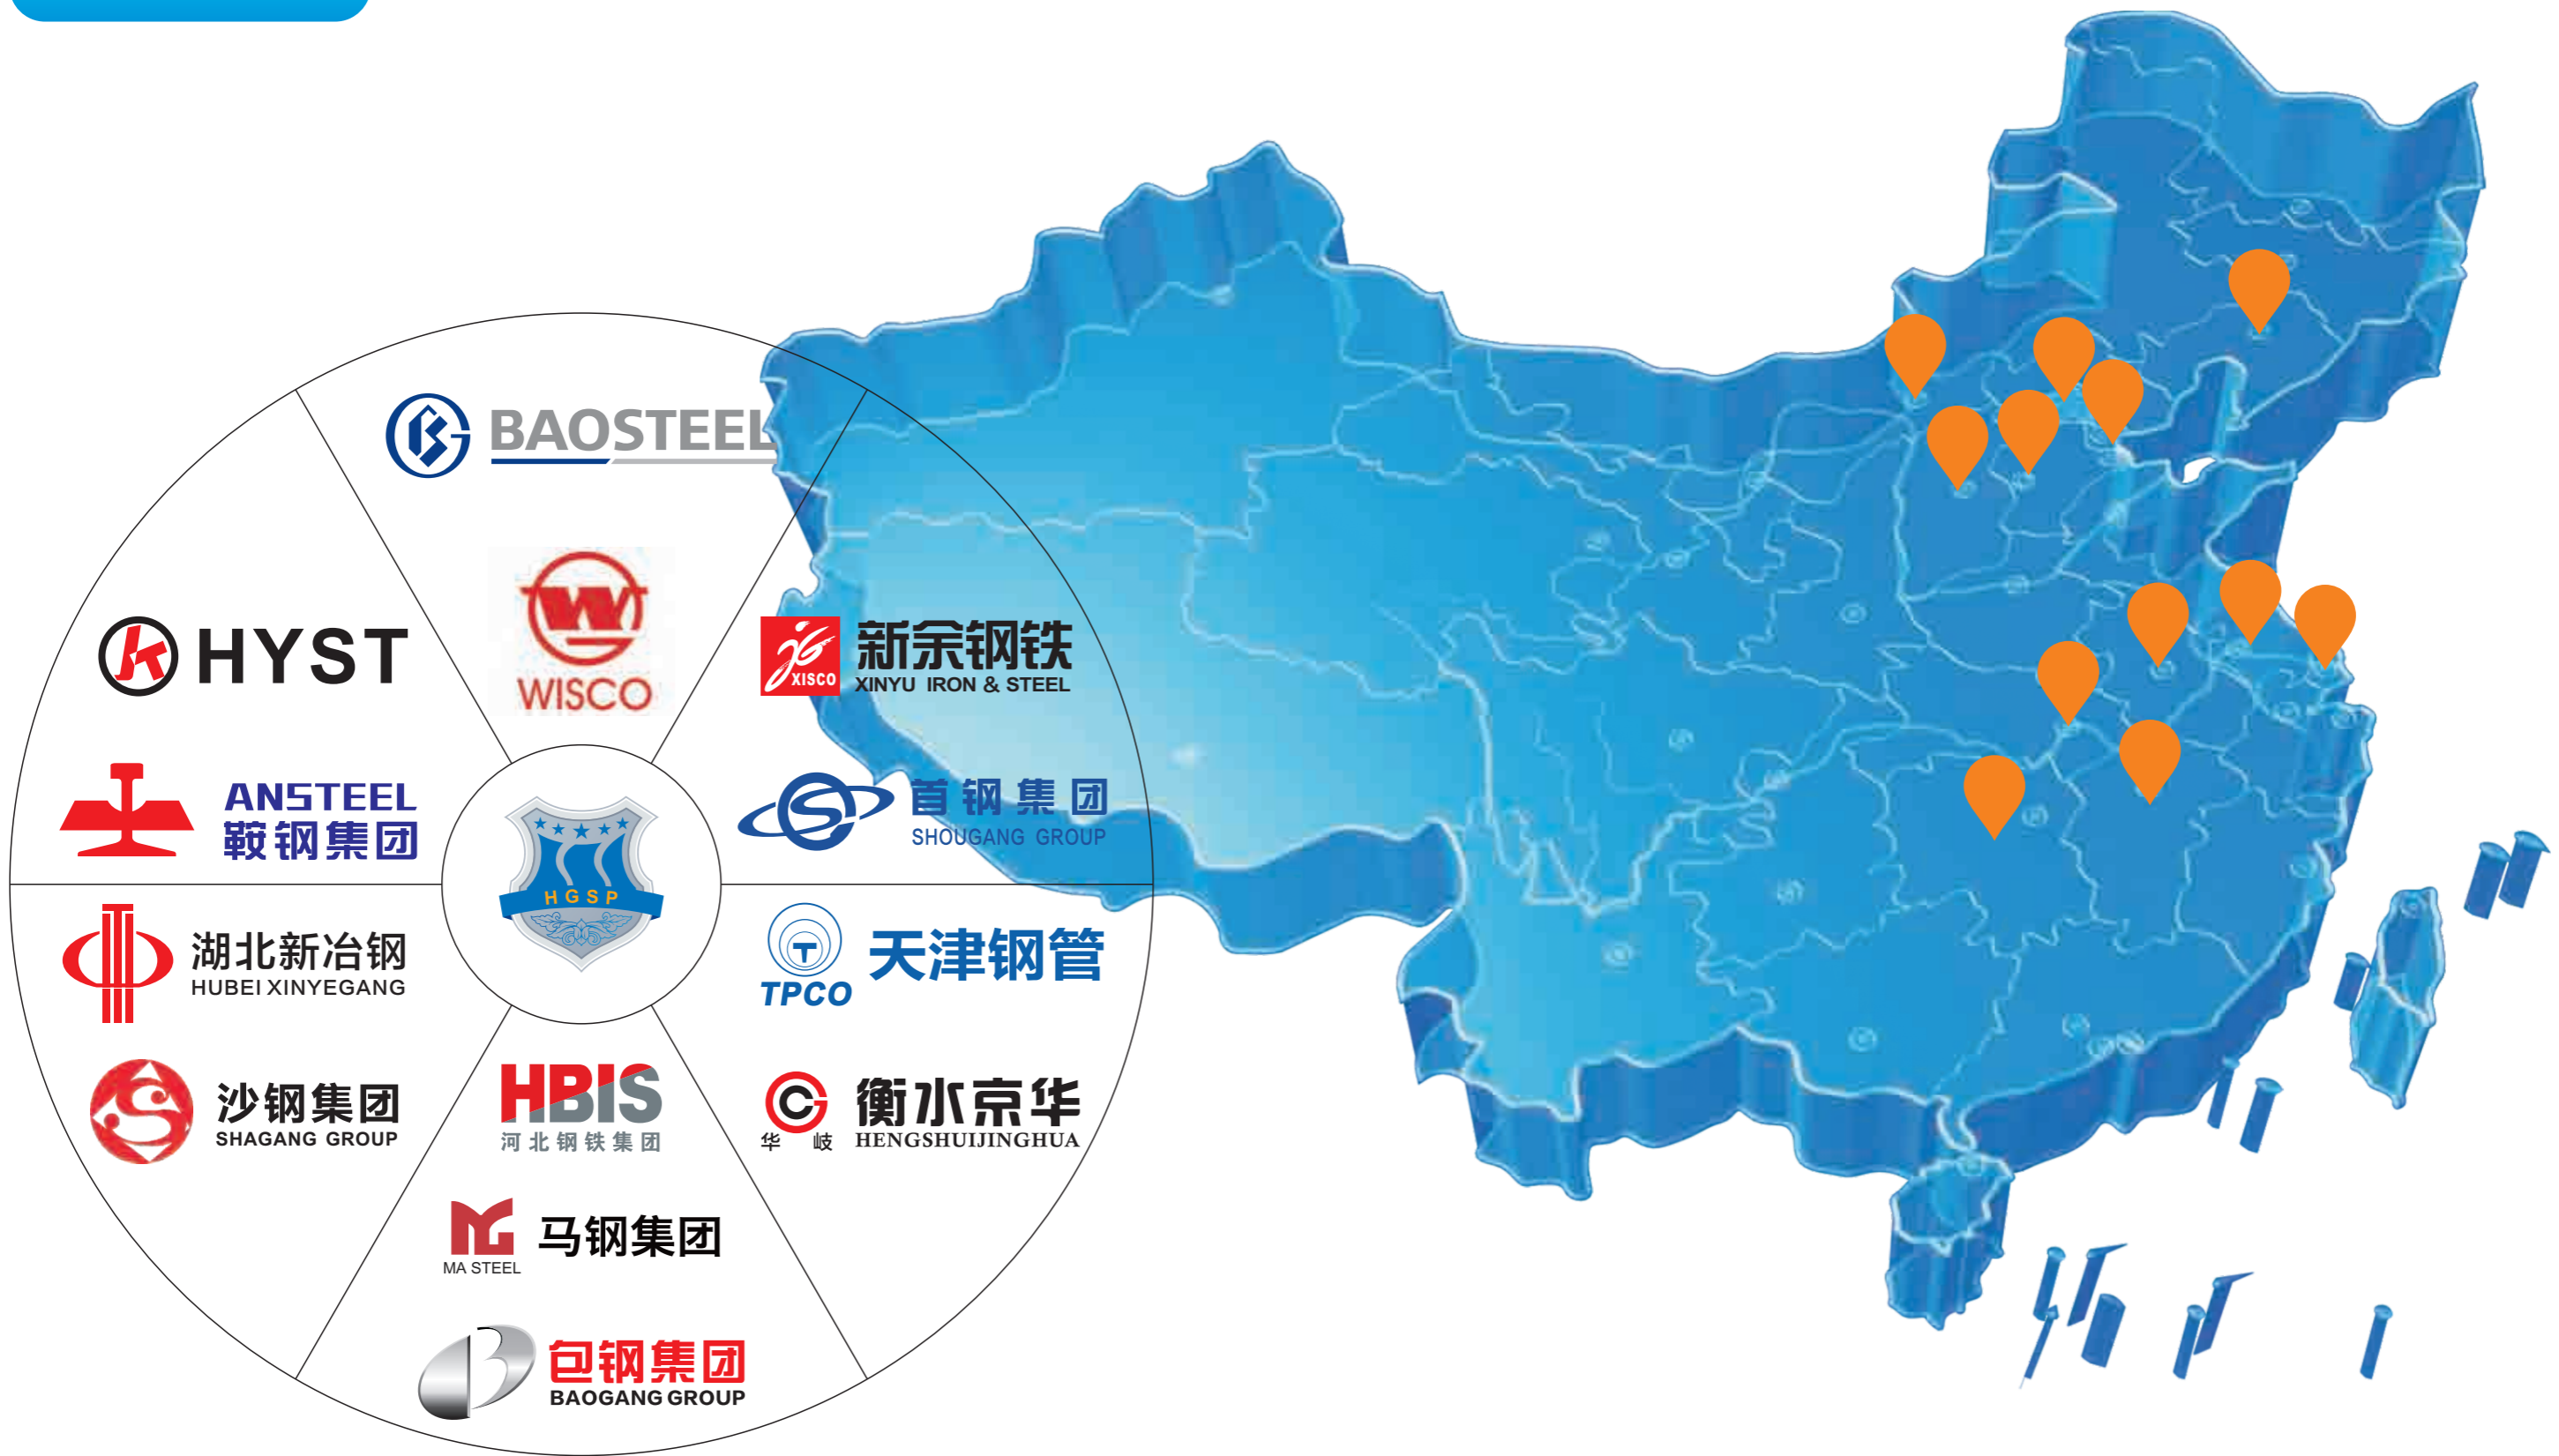 BAOSTEEL
WISCO
HYST
ANSTEEL
鞍钢集团
XISCO
新余钢铁
XINYU IRON & STEEL
首钢集团
SHOUGANG GROUP
HGSP
湖北新冶钢
HUBEI XINYEGANG
沙钢集团
SHAGANG GROUP
TPCO
天津钢管
华岐
衡水京华
HENGSHUIJINGHUA
HBIS
河北钢铁集团
MA STEEL
马钢集团
包钢集团
BAOGANG GROUP